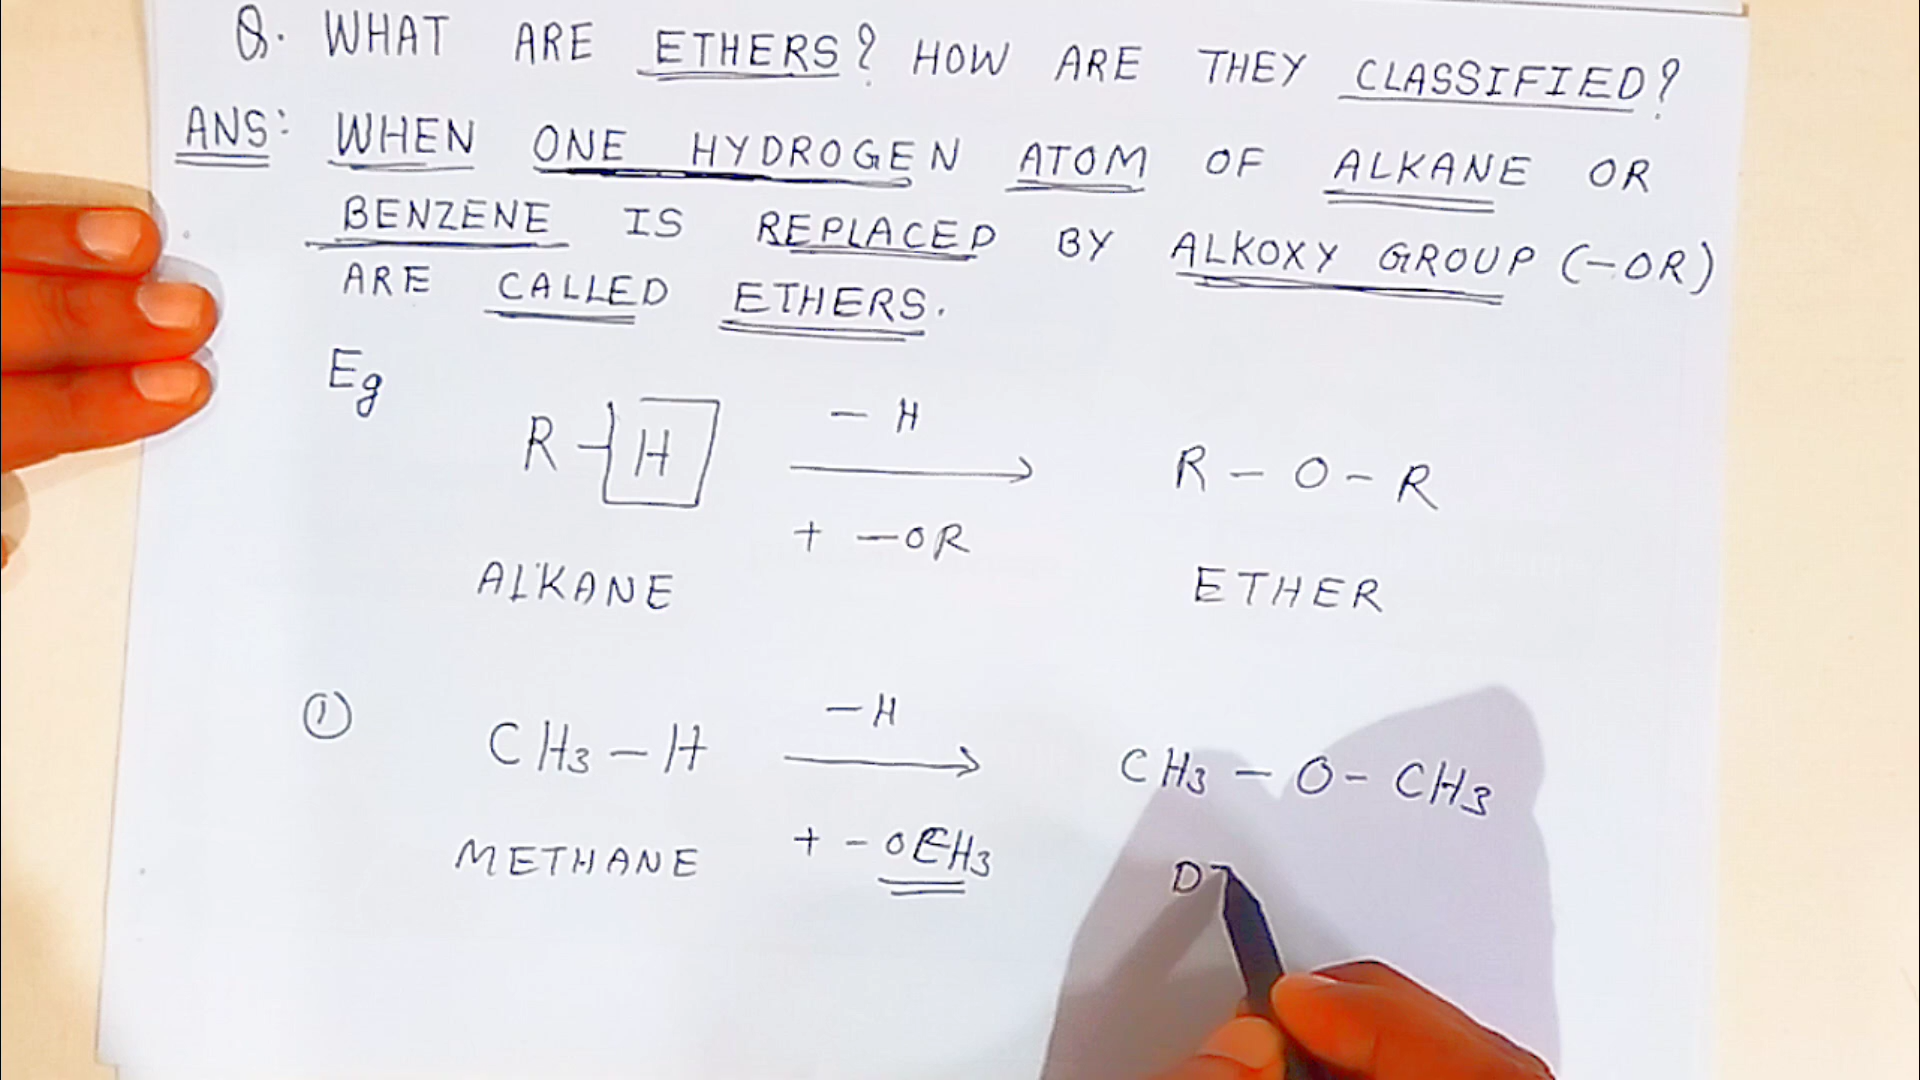 Q. WHAT ARE ETHERS? HOW ARE THEY CLASSIFIED?
ANS: WHEN ONE HYDROGEN ATOM OF ALKANE OR
BENZENE IS REPLACED BY ALKOXY GROUP (-OR)
ARE CALLED ETHERS.
Eg
R - H
- H
+ - OR
R - O - R
ALKANE
ETHER
①
CH3 - H
- H
+ - OCH3
CH3 - O - CH3
METHANE